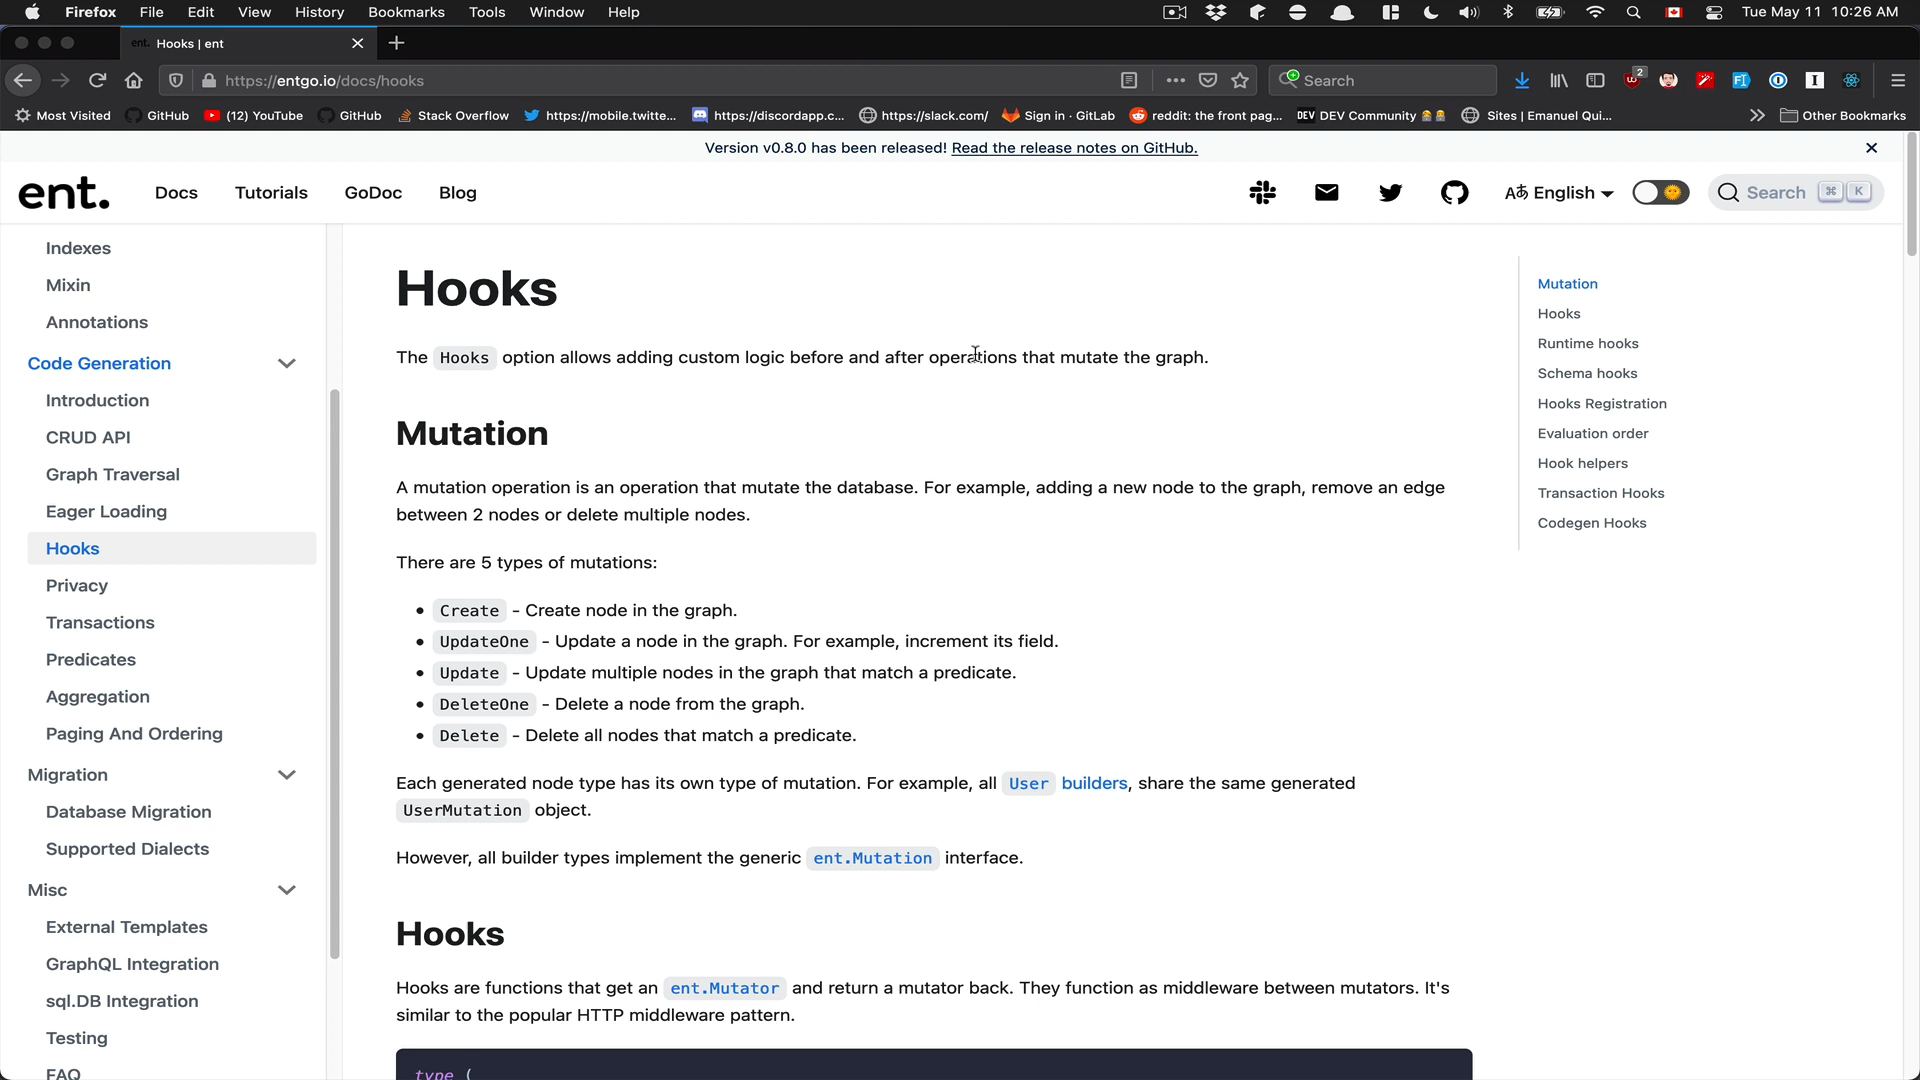 Firefox File Edit View History Bookmarks Tools Window Help Tue May 11 10:26 AM
ent. Hooks | ent
https://entgo.io/docs/hooks Search 2
Most Visited GitHub (12) YouTube GitHub Stack Overflow https://mobile.twitte... https://discordapp.c... https://slack.com/ Sign in · GitLab reddit: the front pag... DEV DEV Community Sites | Emanuel Qui... Other Bookmarks
Version v0.8.0 has been released! Read the release notes on GitHub.
ent. Docs Tutorials GoDoc Blog English Search ⌘ K
Indexes
Mixin
Annotations
Code Generation
Introduction
CRUD API
Graph Traversal
Eager Loading
Hooks
Privacy
Transactions
Predicates
Aggregation
Paging And Ordering
Migration
Database Migration
Supported Dialects
Misc
External Templates
GraphQL Integration
sql.DB Integration
Testing
FAQ
Hooks
The Hooks option allows adding custom logic before and after operations that mutate the graph.
Mutation
A mutation operation is an operation that mutate the database. For example, adding a new node to the graph, remove an edge
between 2 nodes or delete multiple nodes.
There are 5 types of mutations:
• Create - Create node in the graph.
• UpdateOne - Update a node in the graph. For example, increment its field.
• Update - Update multiple nodes in the graph that match a predicate.
• DeleteOne - Delete a node from the graph.
• Delete - Delete all nodes that match a predicate.
Each generated node type has its own type of mutation. For example, all User builders, share the same generated
UserMutation object.
However, all builder types implement the generic ent.Mutation interface.
Hooks
Hooks are functions that get an ent.Mutator and return a mutator back. They function as middleware between mutators. It's
similar to the popular HTTP middleware pattern.
type (
Mutation
Hooks
Runtime hooks
Schema hooks
Hooks Registration
Evaluation order
Hook helpers
Transaction Hooks
Codegen Hooks